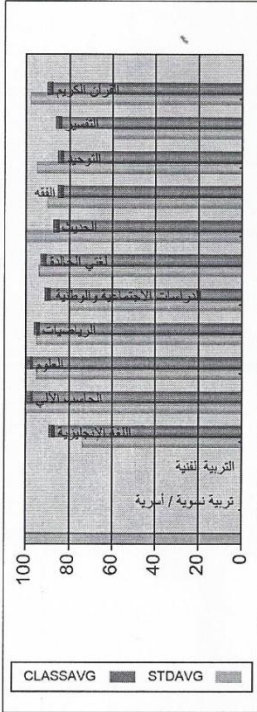 القرآن الكريم
التفسير
التوحيد
الفقه
الحديث
لغتي الخالدة
الدراسات الاجتماعية والوطنية
الرياضيات
العلوم
الحاسب الآلي
اللغة الإنجليزية
التربية الفنية
تربية نسوية / أسرية
100
80
60
40
20
0
CLASSAVG
STDAVG